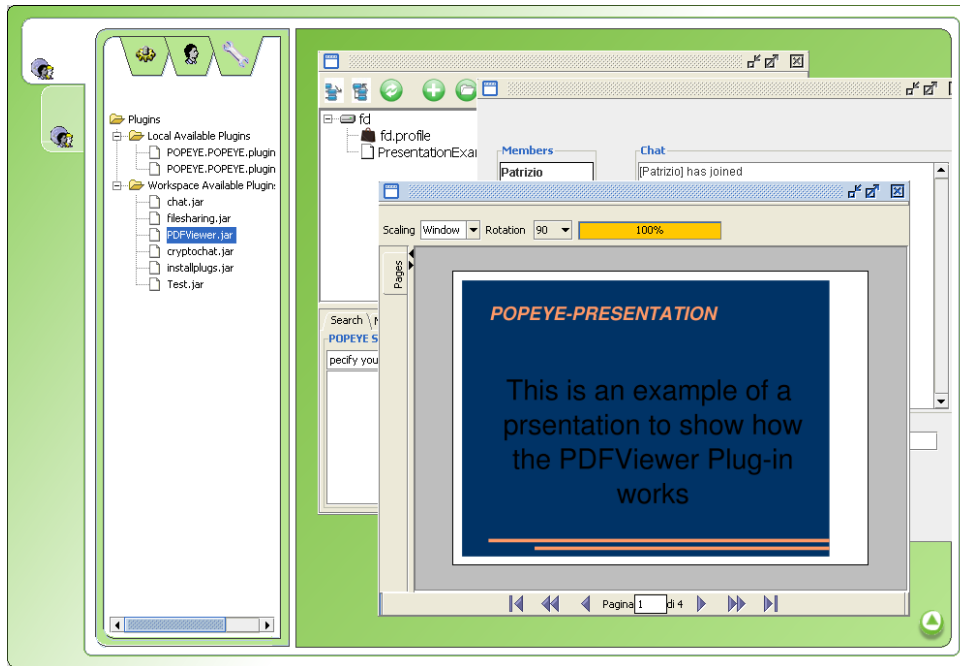 Plugins
Local Available Plugins
POPEYE.POPEYE.plugin
POPEYE.POPEYE.plugin
Workspace Available Plugin
chat.jar
filesharing.jar
PDFViewer.jar
cryptochat.jar
installplugs.jar
Test.jar
fd
fd.profile
PresentationExa
Search
POPEYE S
pecify you
Members
Patrizio
Chat
[Patrizio] has joined
Scaling Window Rotation 90 100%
Pages
POPEYE-PRESENTATION
This is an example of a
prsentation to show how
the PDFViewer Plug-in
works
Pagina 1 di 4